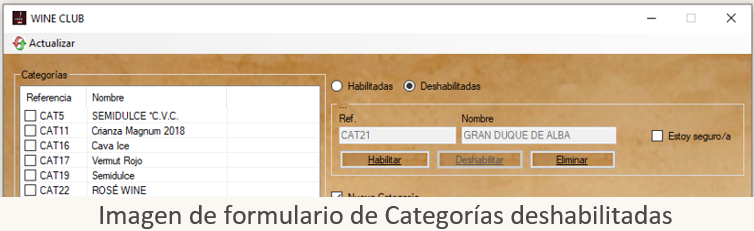 WINE CLUB
Actualizar
Categorías
Referencia Nombre
CAT5 SEMIDULCE "C.V.C.
CAT11 Crianza Magnum 2018
CAT16 Cava Ice
CAT17 Vermut Rojo
CAT19 Semidulce
CAT22 ROSÉ WINE
Habilitadas Deshabilitadas
...
Ref. Nombre
CAT21 GRAN DUQUE DE ALBA Estoy seguro/a
Habilitar Deshabilitar Eliminar
Imagen de formulario de Categorías deshabilitadas